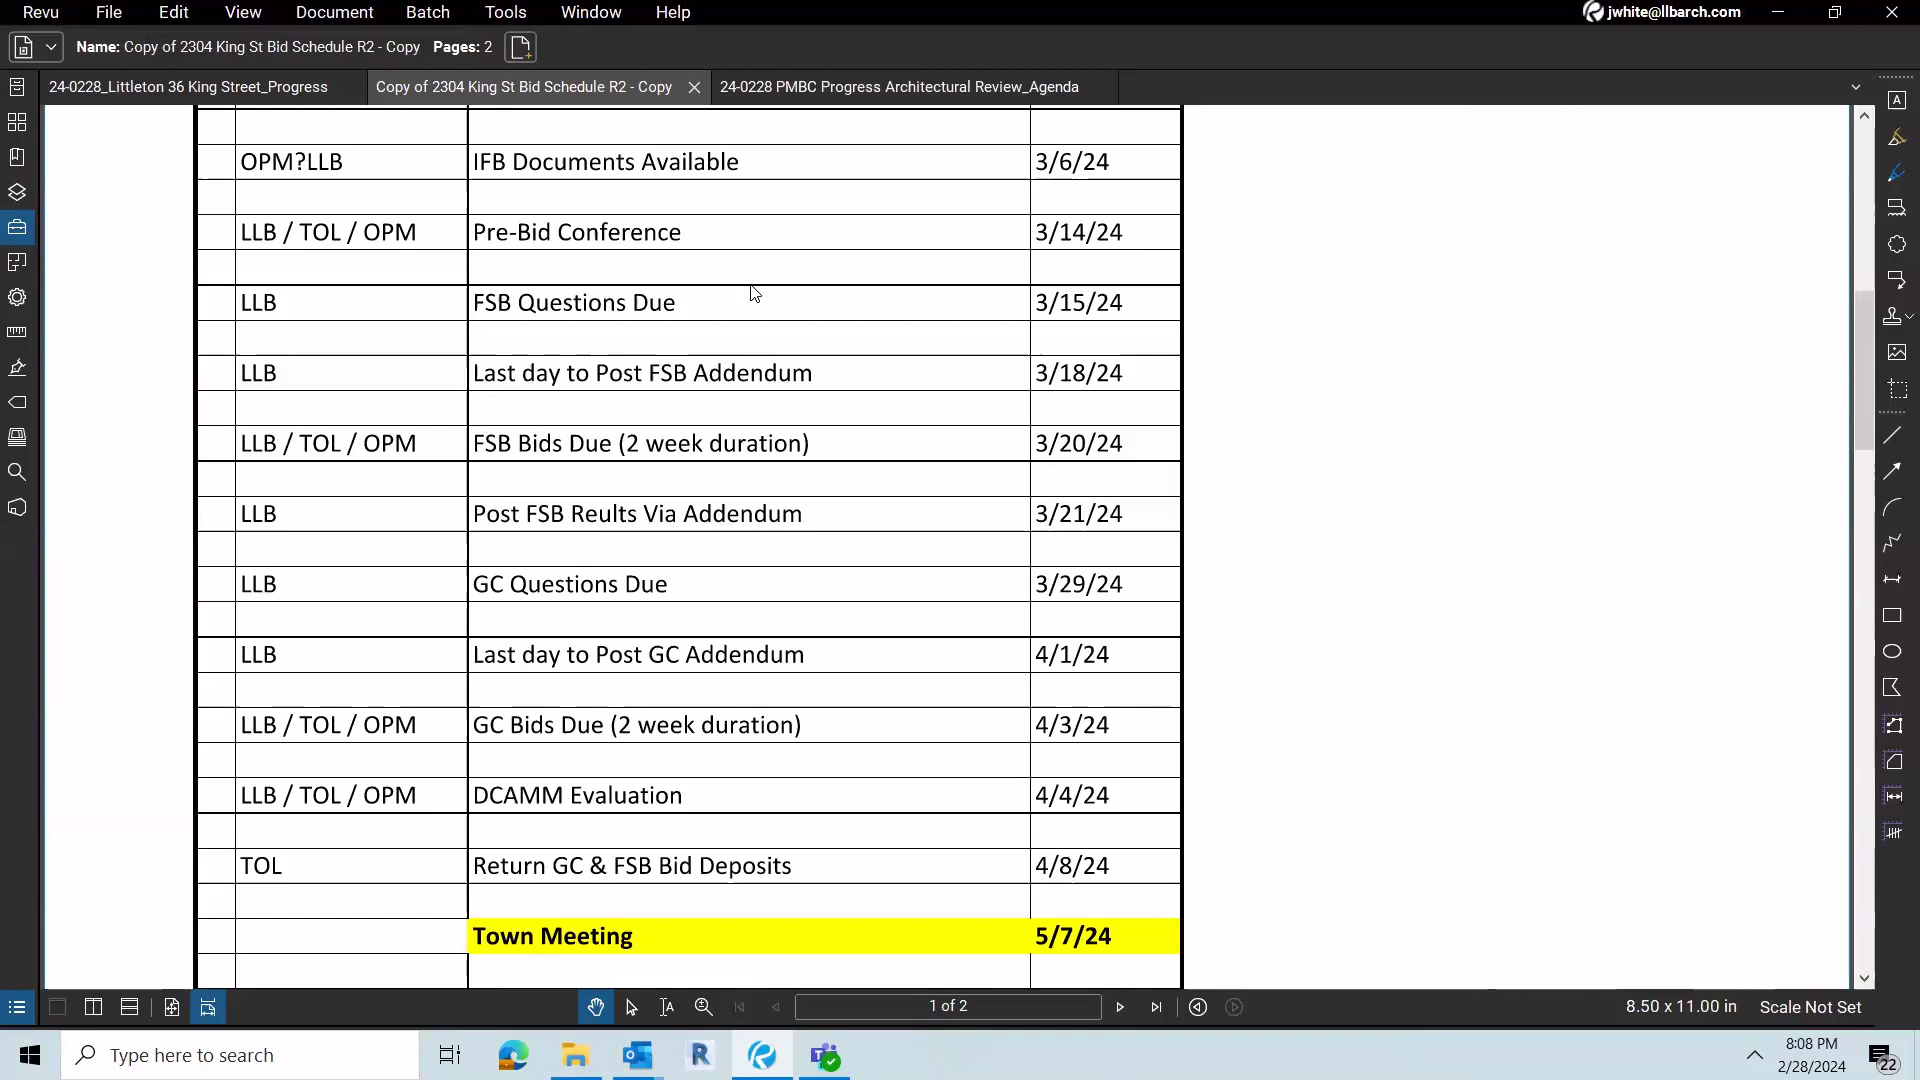 Revu File Edit View Document Batch Tools Window Help jwhite@llbarch.com
Name: Copy of 2304 King St Bid Schedule R2 - Copy Pages: 2
24-0228_Littleton 36 King Street_Progress Copy of 2304 King St Bid Schedule R2 - Copy 24-0228 PMBC Progress Architectural Review_Agenda
OPM?LLB IFB Documents Available 3/6/24
LLB / TOL / OPM Pre-Bid Conference 3/14/24
LLB FSB Questions Due 3/15/24
LLB Last day to Post FSB Addendum 3/18/24
LLB / TOL / OPM FSB Bids Due (2 week duration) 3/20/24
LLB Post FSB Reults Via Addendum 3/21/24
LLB GC Questions Due 3/29/24
LLB Last day to Post GC Addendum 4/1/24
LLB / TOL / OPM GC Bids Due (2 week duration) 4/3/24
LLB / TOL / OPM DCAMM Evaluation 4/4/24
TOL Return GC & FSB Bid Deposits 4/8/24
Town Meeting 5/7/24
1 of 2 8.50 x 11.00 in Scale Not Set
Type here to search
8:08 PM
2/28/2024
22